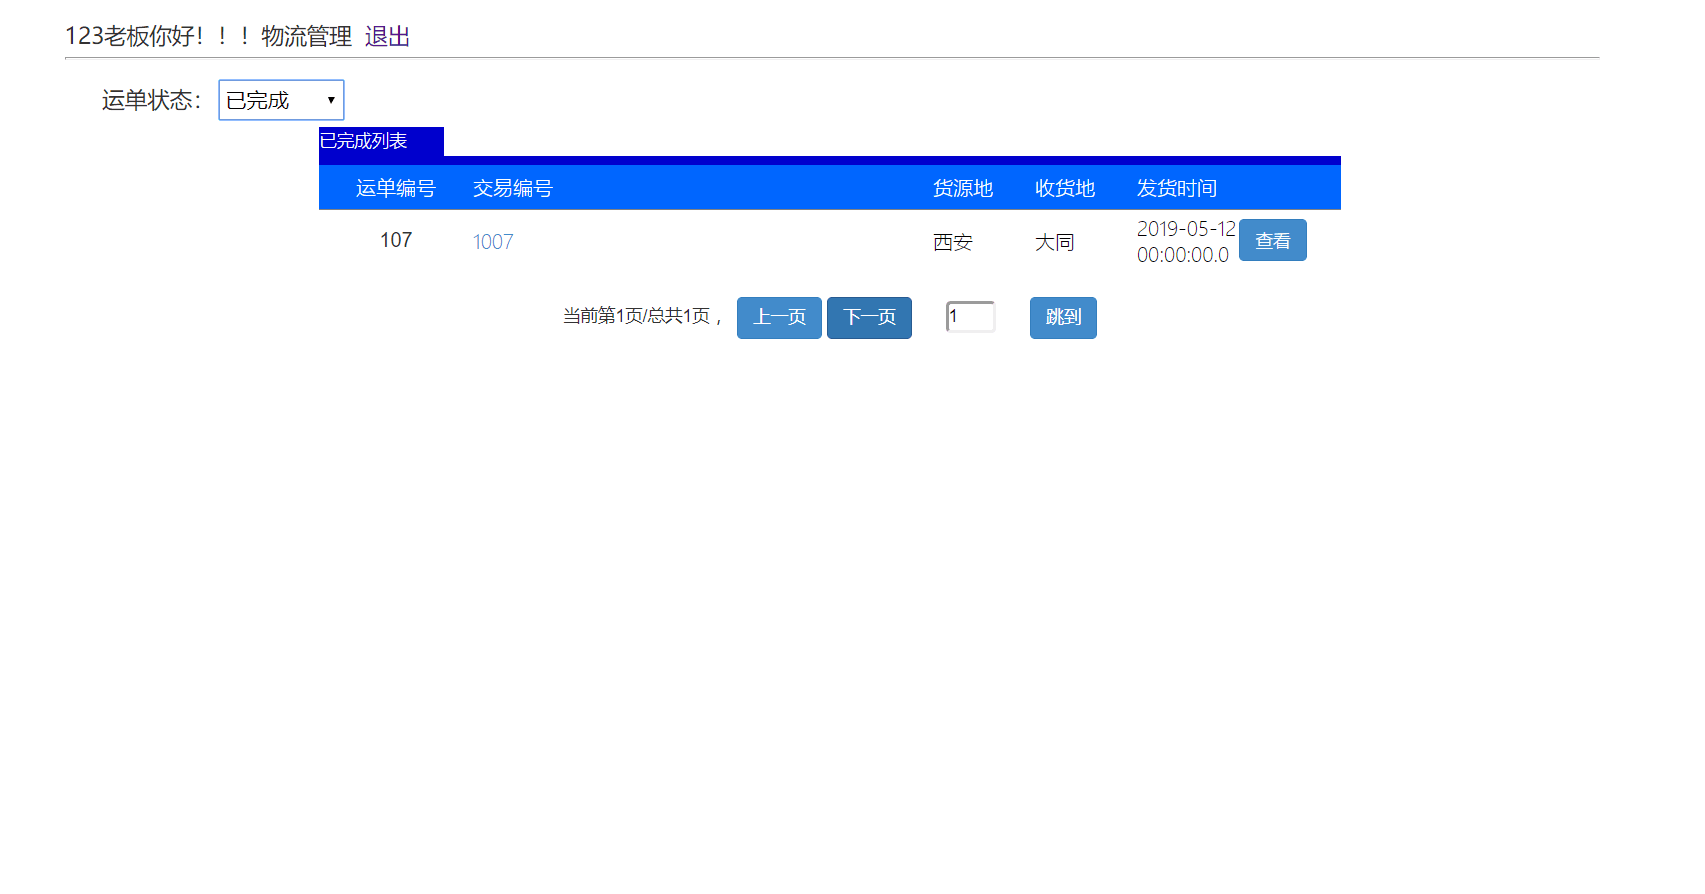 123老板你好！！！物流管理 退出
运单状态： 已完成
已完成列表
运单编号 交易编号 货源地 收货地 发货时间
107 1007 西安 大同 2019-05-12 00:00:00.0 查看
当前第1页/总共1页， 上一页 下一页 1 跳到